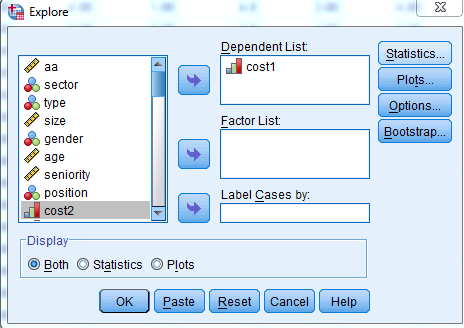 Explore
Dependent List:
cost1
Statistics...
Plots...
Options...
Bootstrap...
aa
sector
type
size
gender
age
seniority
position
cost2
Factor List:
Label Cases by:
Display
Both Statistics Plots
OK Paste Reset Cancel Help